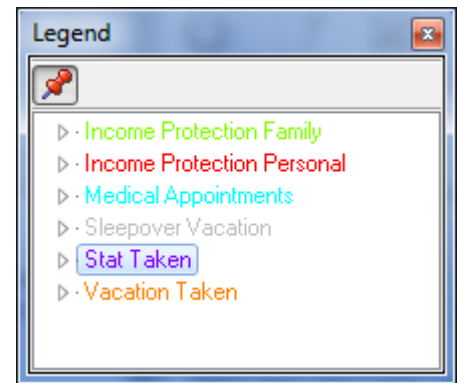 Legend
Income Protection Family
Income Protection Personal
Medical Appointments
Sleepover Vacation
Stat Taken
Vacation Taken